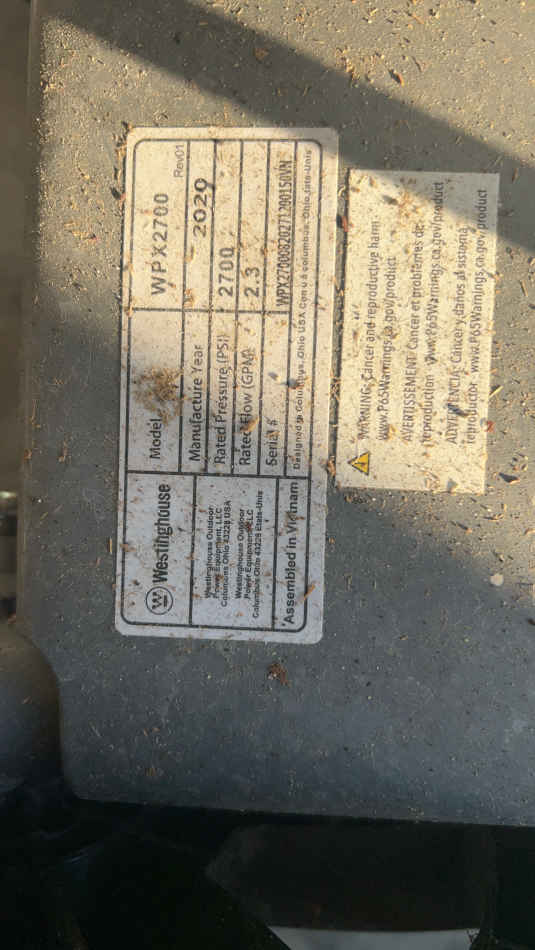 Westinghouse
Westinghouse Outdoor
Power Equipment, LLC
Columbus Ohio 43228 USA
Westinghouse Outdoor
Power Equipment, LLC
Columbus Ohio 43228 États-Unis
Assembled in Vietnam
Model WPX2700 Rev01
Manufacture Year 2020
Rated Pressure (PSI) 2700
Rated Flow (GPM) 2.3
Serial #
Designed in Columbus, Ohio USA
WARNING: Cancer and reproductive harm
www.P65Warnings.ca.gov/product
AVERTISSEMENT: Cancer et problèmes de
reproduction www.P65Warnings.ca.gov/product
ADVERTENCIA: Cáncer y daños al sistema
reproductor www.P65Warnings.ca.gov/product